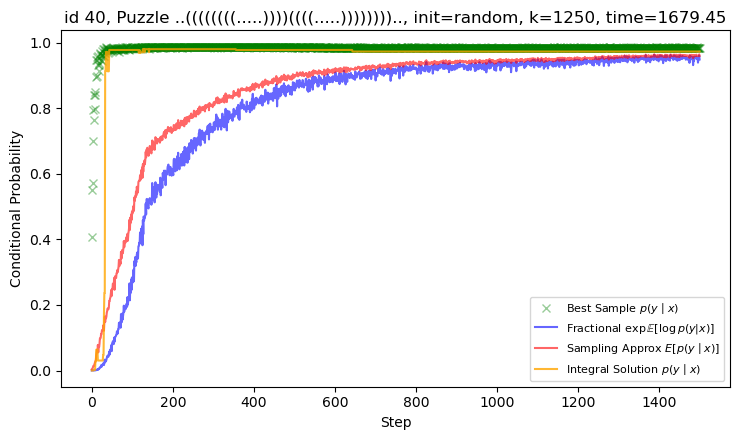 id 40, Puzzle ..((((((((.....))))((((.....)))))))).., init=random, k=1250, time=1679.45
1.0
0.8
0.6
0.4
0.2
0.0
Conditional Probability
0
200
400
600
800
1000
1200
1400
Step
Best Sample p(y | x)
Fractional exp𝔼[log p(y|x)]
Sampling Approx E[p(y | x)]
Integral Solution p(y | x)